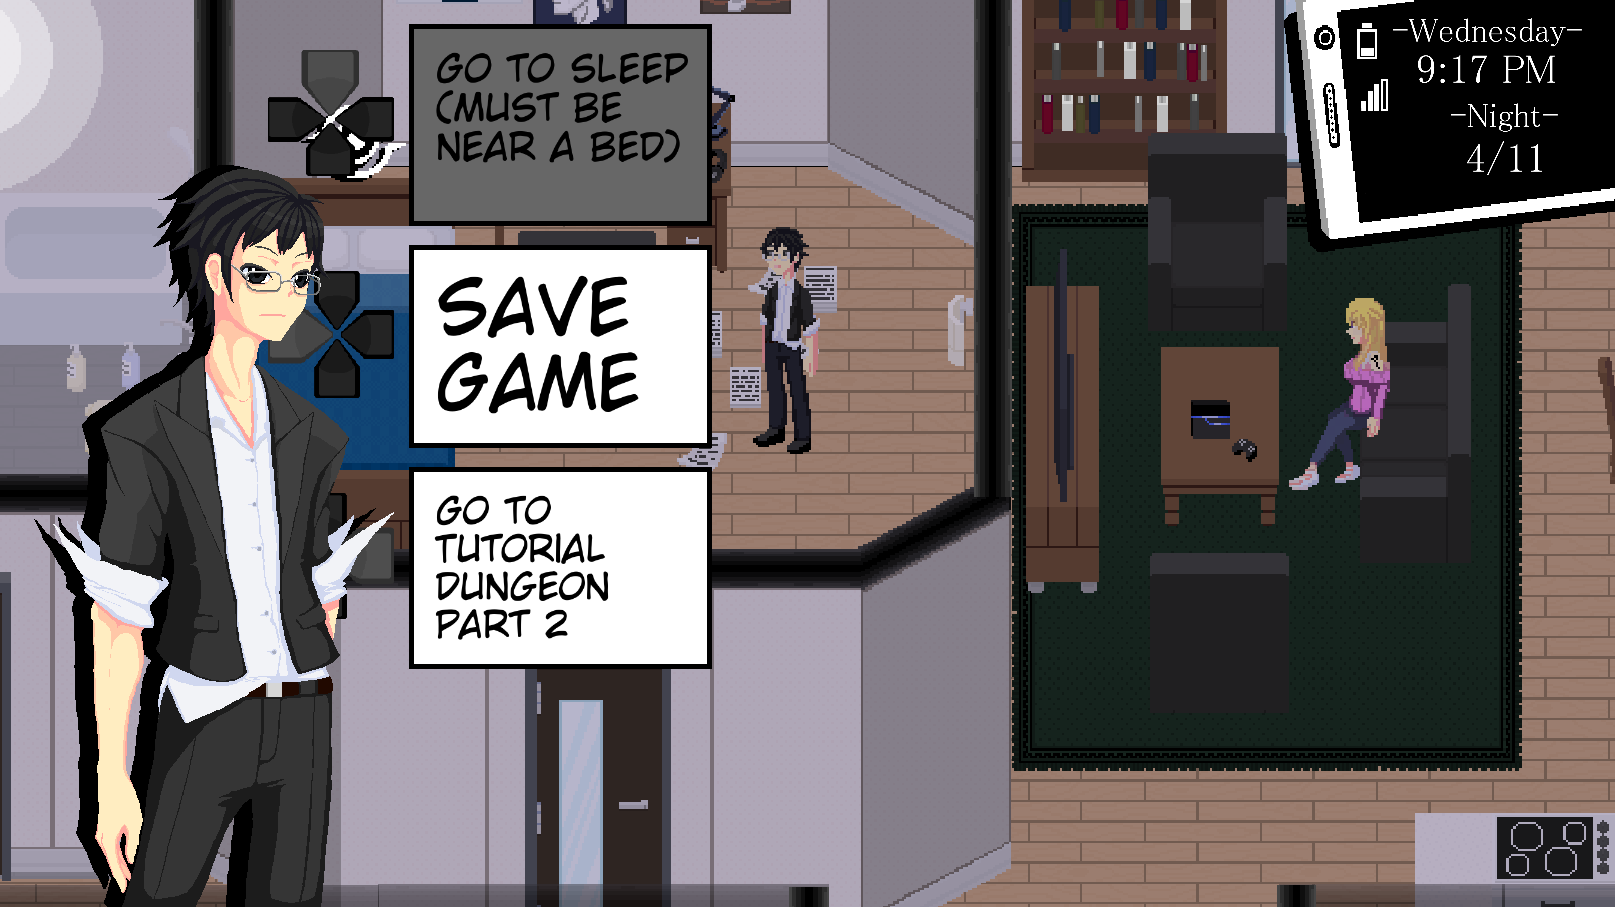 GO TO SLEEP
(MUST BE
NEAR A BED)
SAVE
GAME
GO TO
TUTORIAL
DUNGEON
PART 2
-Wednesday-
9:17 PM
-Night-
4/11